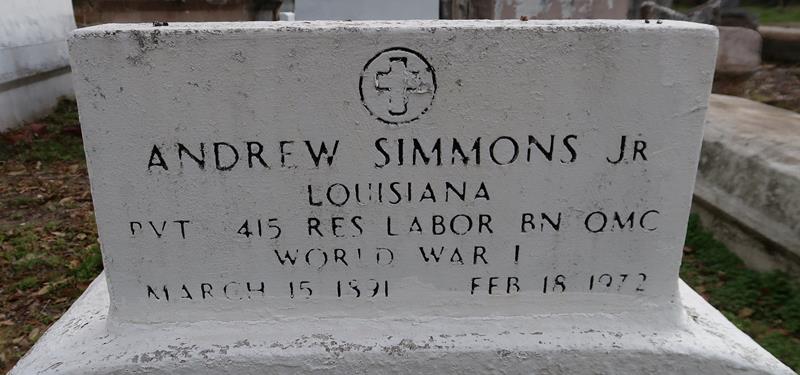 ANDREW SIMMONS JR
LOUISIANA
PVT 415 RES LABOR BN QMC
WORLD WAR I
MARCH 15 1891 FEB 18 1972